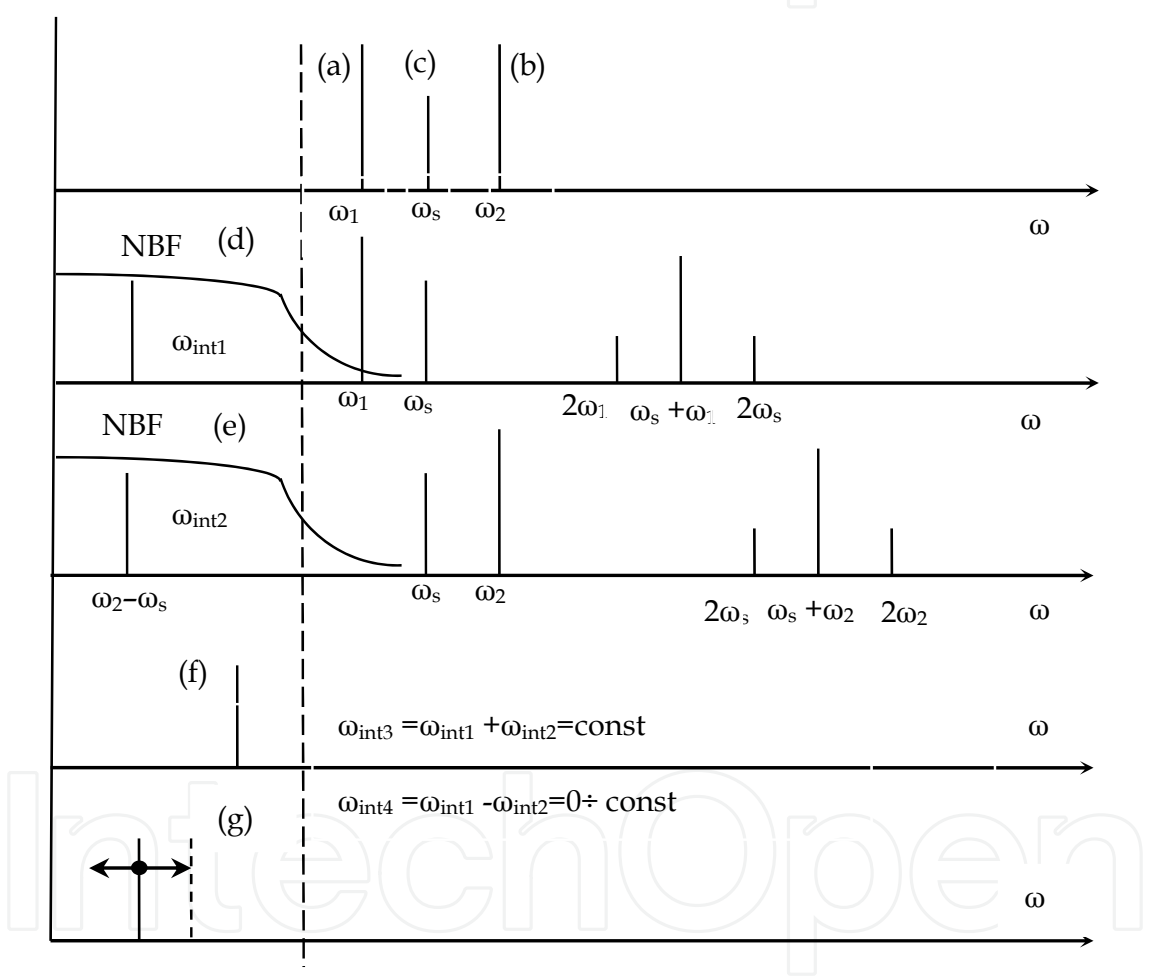 (a) (c) (b)
ω1 ωs ω2
ω
NBF (d)
ωint1
ω1 ωs 2ω1 ωs +ω1 2ωs
ω
NBF (e)
ωint2
ω2−ωs ωs ω2 2ωs ωs +ω2 2ω2 ω
(f)
ωint3 =ωint1 +ωint2=const ω
ωint4 =ωint1 -ωint2=0÷ const
(g)
IntechOpen
ω